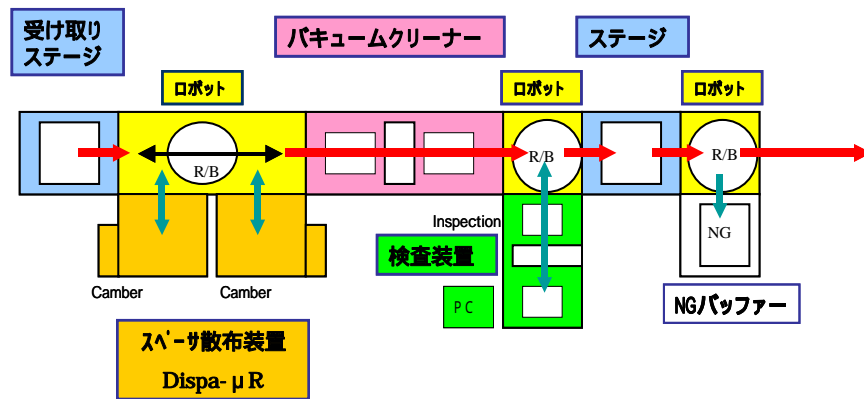 受け取り
ステージ
バキュームクリーナー
ステージ
ロボット
ロボット
ロボット
R/B
R/B
R/B
Inspection
検査装置
NG
Camber
Camber
PC
NGバッファー
スペーサ散布装置
Dispa-μR